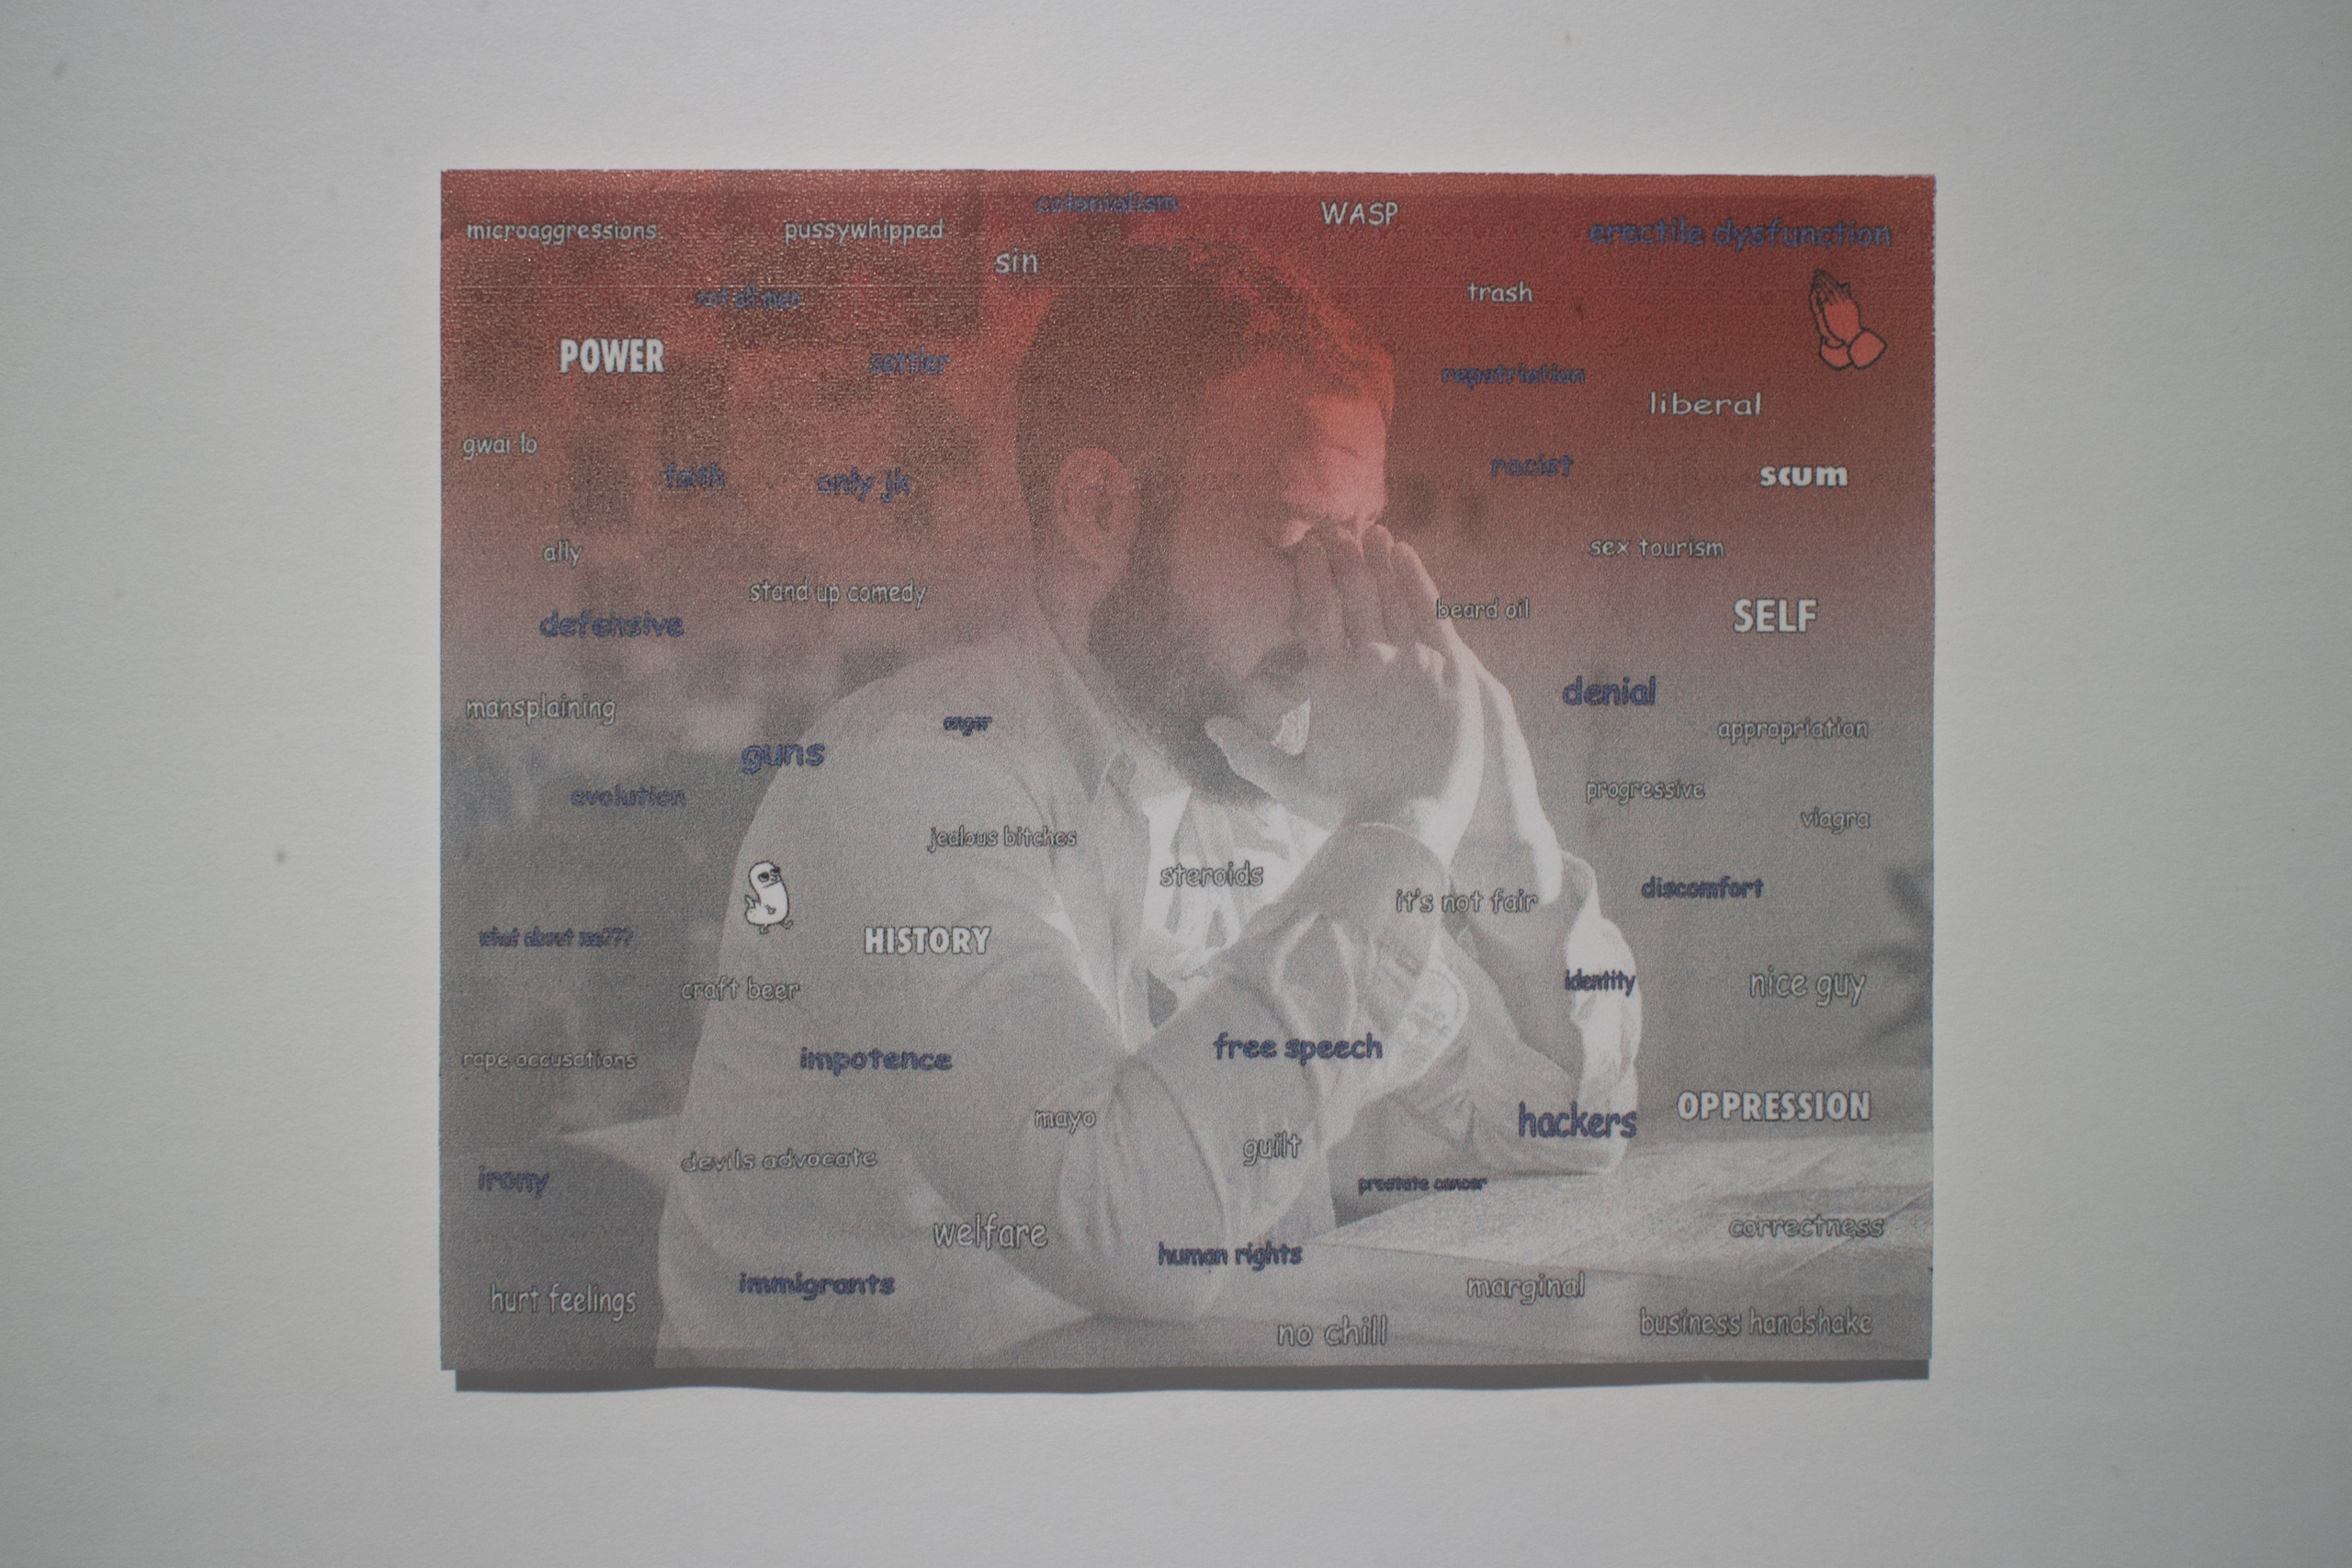 colonialism
WASP
microaggressions
pussywhipped
erectile dysfunction
sin
trash
not all men
POWER
settler
repatriation
liberal
gwai lo
racist
scum
faith
only jk
ally
sex tourism
stand up comedy
beard oil
SELF
defensive
denial
mansplaining
anger
appropriation
guns
evolution
progressive
viagra
jealous bitches
steroids
discomfort
it's not fair
what about me???
HISTORY
identity
nice guy
craft beer
free speech
rape accusations
impotence
OPPRESSION
mayo
hackers
guilt
devils advocate
irony
prostate cancer
correctness
welfare
human rights
immigrants
marginal
hurt feelings
business handshake
no chill